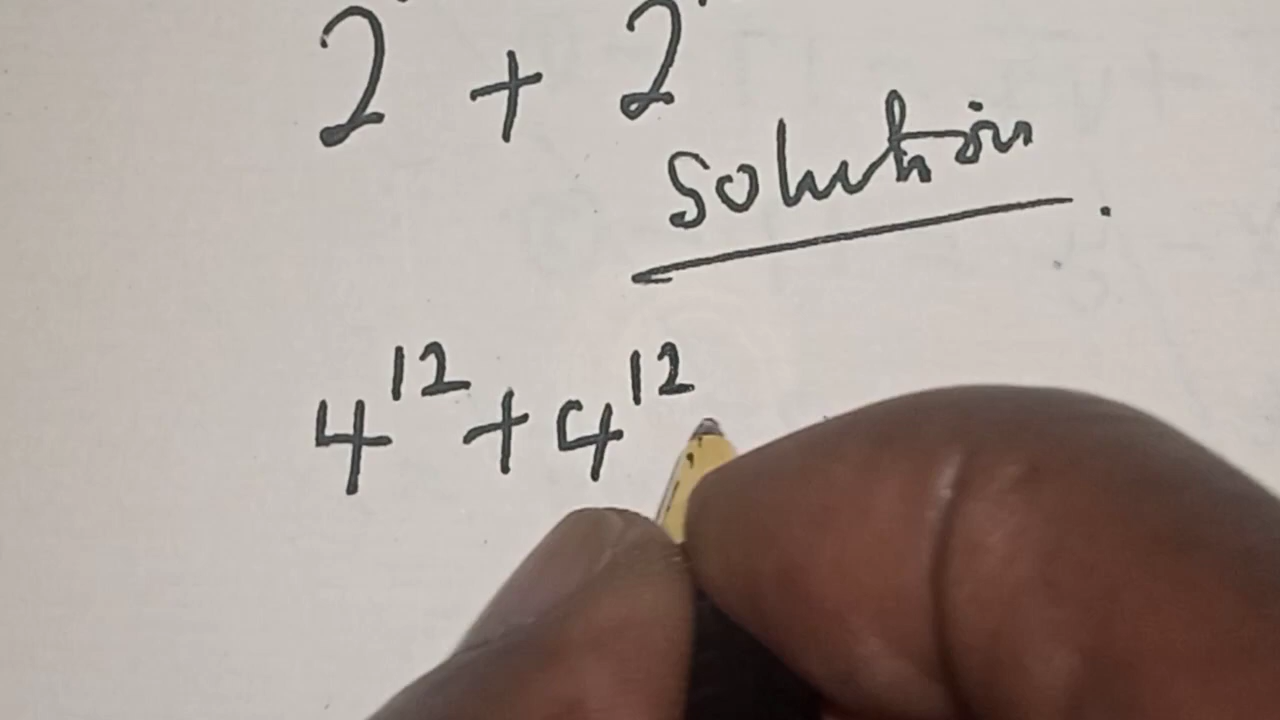 2 + 2
Solution.
4¹² + 4¹²